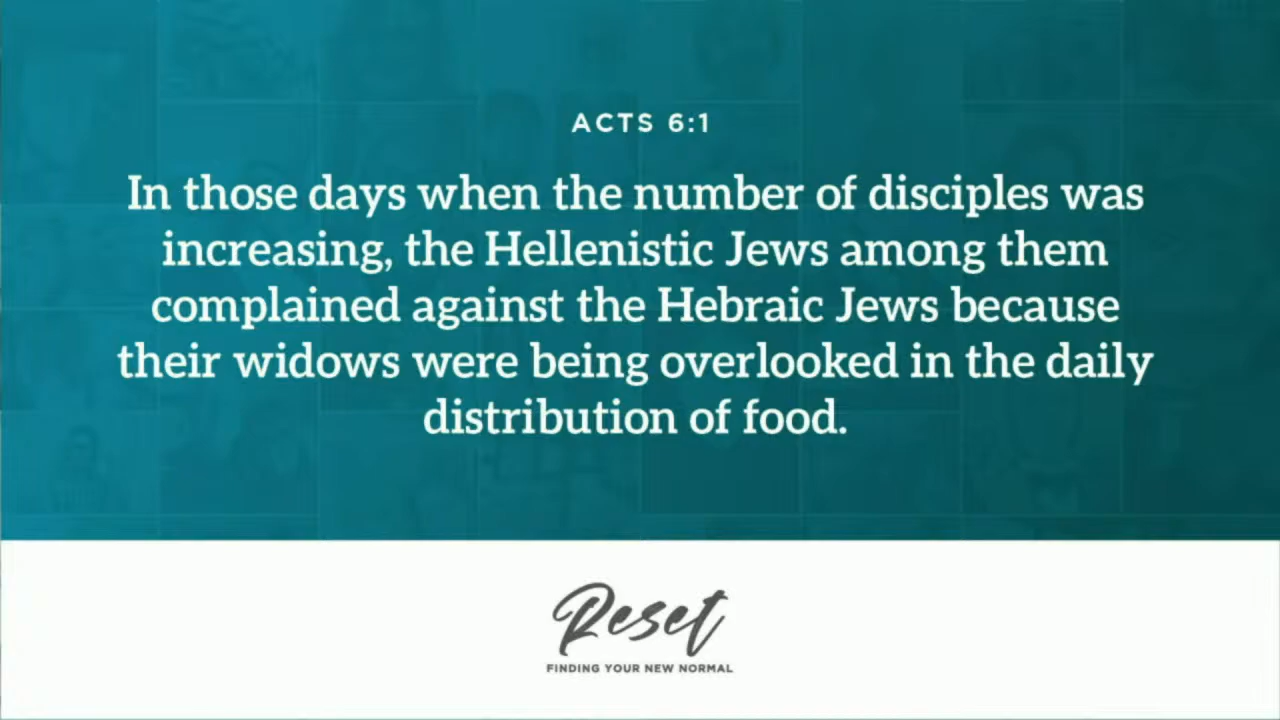 ACTS 6:1
In those days when the number of disciples was
increasing, the Hellenistic Jews among them
complained against the Hebraic Jews because
their widows were being overlooked in the daily
distribution of food.
Reset
FINDING YOUR NEW NORMAL